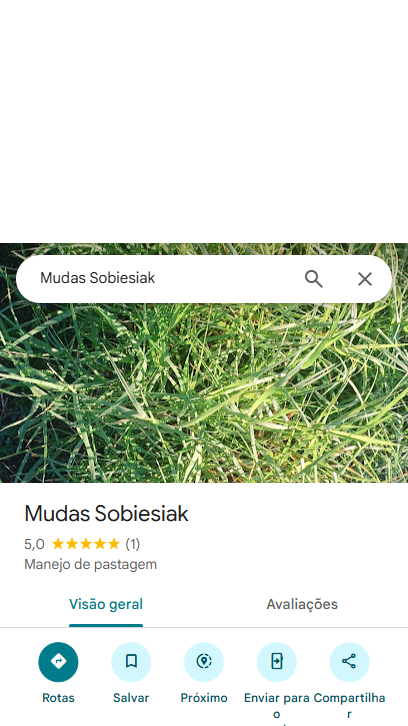 Mudas Sobiesiak
Mudas Sobiesiak
5,0 ★★★★★ (1)
Manejo de pastagem
Visão geral Avaliações
Rotas Salvar Próximo Enviar para o Compartilhar